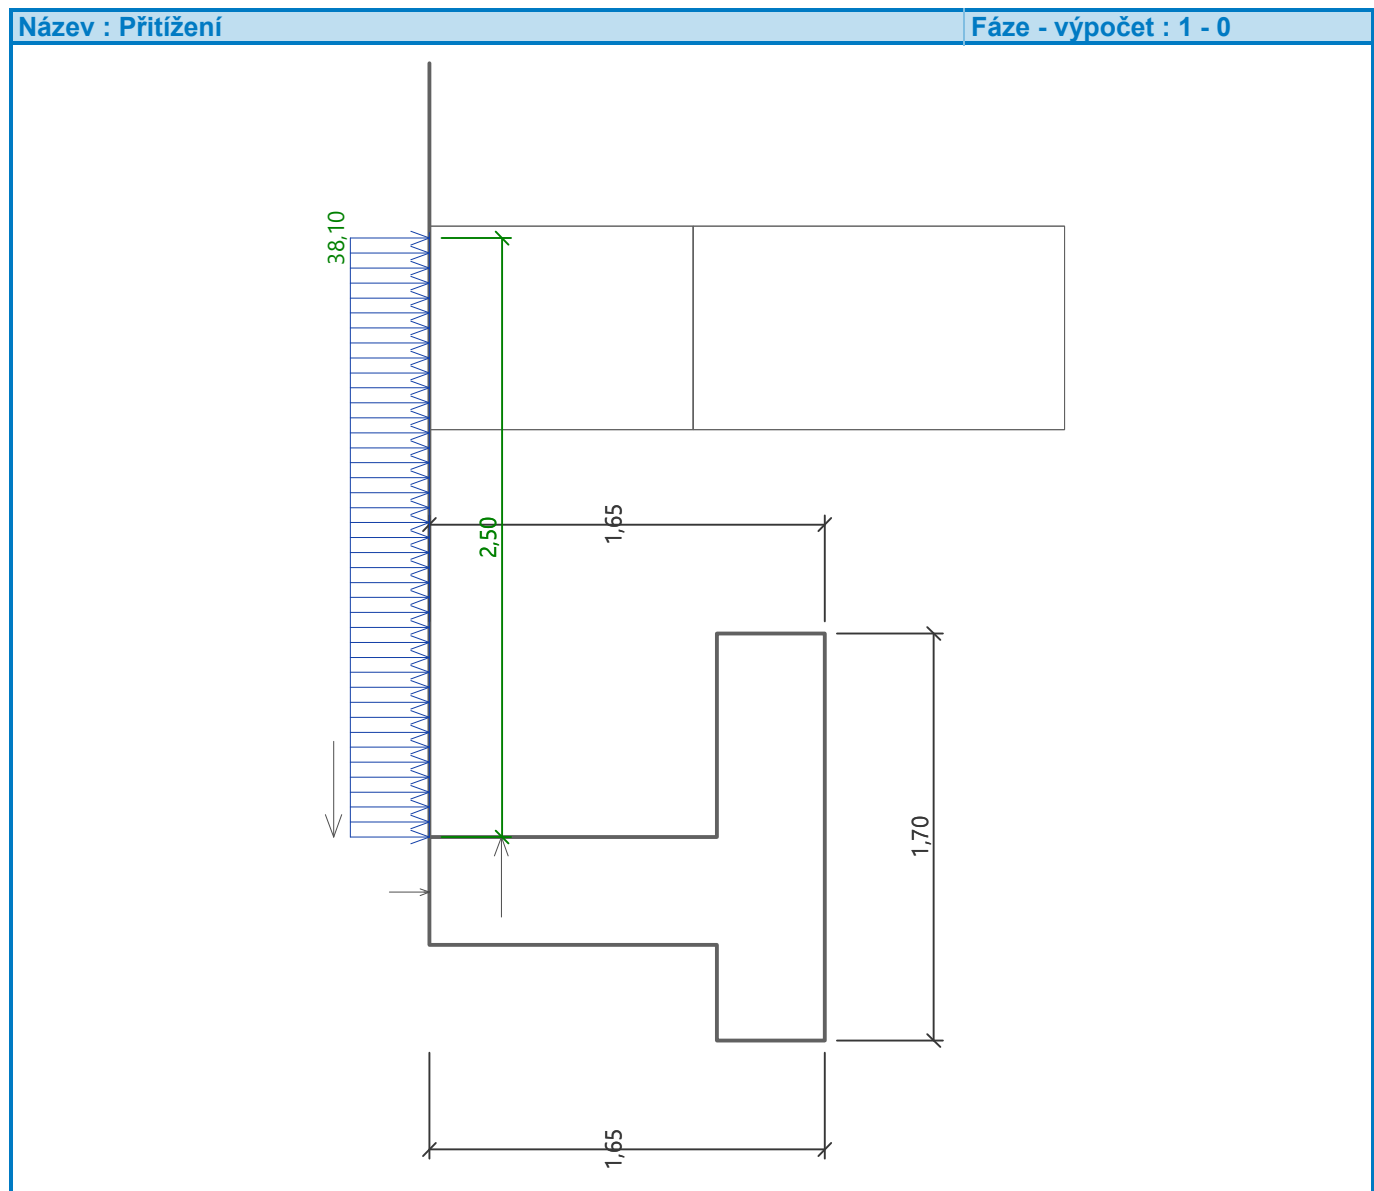 Název : Přitížení
Fáze - výpočet : 1 - 0
38,10
2,50
1,65
1,70
1,65